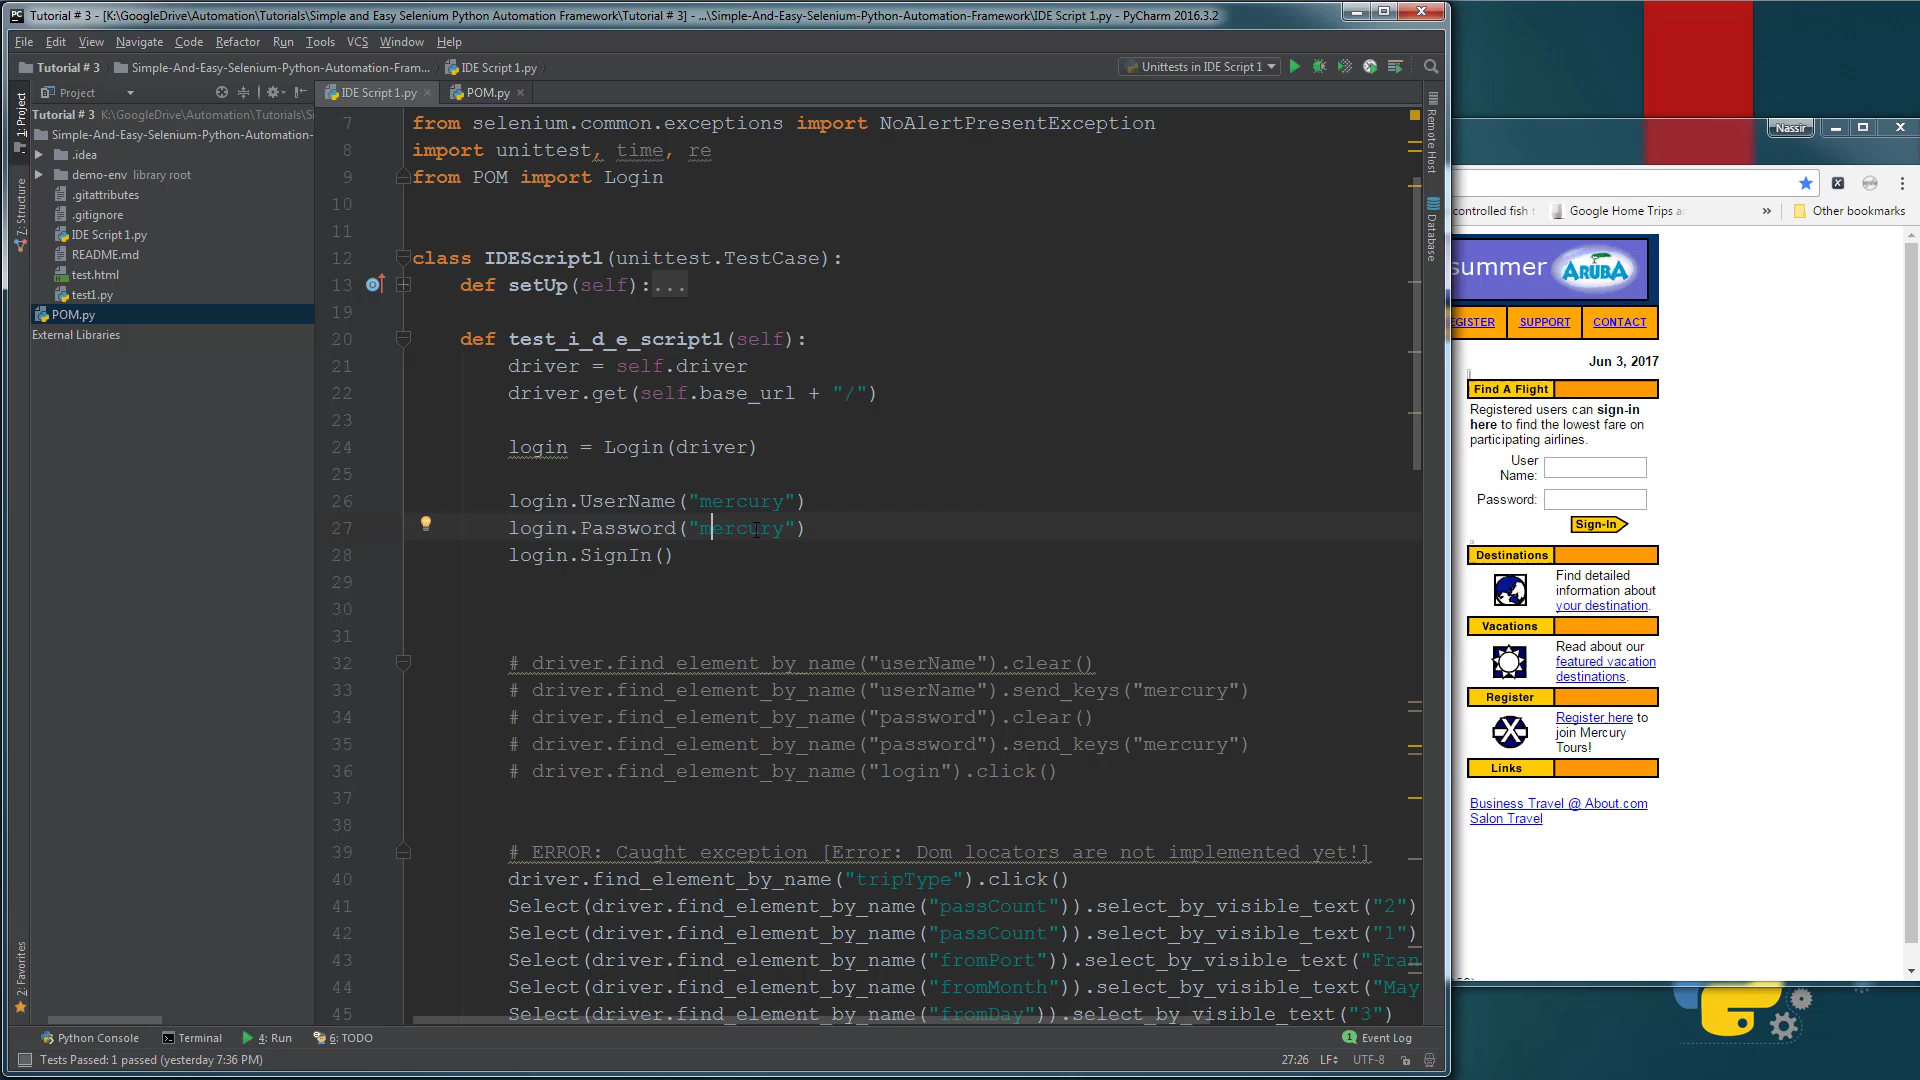 Tutorial # 3 - [K:\GoogleDrive\Automation\Tutorials\Simple and Easy Selenium Python Automation Framework\Tutorial # 3] - ...\Simple-And-Easy-Selenium-Python-Automation-Framework\IDE Script 1.py - PyCharm 2016.3.2
File Edit View Navigate Code Refactor Run Tools VCS Window Help
Tutorial # 3 Simple-And-Easy-Selenium-Python-Automation-Fram... IDE Script 1.py
Unittests in IDE Script 1
Project
IDE Script 1.py
POM.py
1: Project
7: Structure
2: Favorites
Remote Host
Database
Tutorial # 3 K:\GoogleDrive\Automation\Tutorials\S
Simple-And-Easy-Selenium-Python-Automation-
.idea
demo-env library root
.gitattributes
.gitignore
IDE Script 1.py
README.md
test.html
test1.py
POM.py
External Libraries
7 from selenium.common.exceptions import NoAlertPresentException
8 import unittest, time, re
9 from POM import Login
10
11
12 class IDEScript1(unittest.TestCase):
13 def setUp(self):...
19
20 def test_i_d_e_script1(self):
21 driver = self.driver
22 driver.get(self.base_url + "/")
23
24 login = Login(driver)
25
26 login.UserName("mercury")
27 login.Password("mercury")
28 login.SignIn()
29
30
31
32 # driver.find_element_by_name("userName").clear()
33 # driver.find_element_by_name("userName").send_keys("mercury")
34 # driver.find_element_by_name("password").clear()
35 # driver.find_element_by_name("password").send_keys("mercury")
36 # driver.find_element_by_name("login").click()
37
38
39 # ERROR: Caught exception [Error: Dom locators are not implemented yet!]
40 driver.find_element_by_name("tripType").click()
41 Select(driver.find_element_by_name("passCount")).select_by_visible_text("2")
42 Select(driver.find_element_by_name("passCount")).select_by_visible_text("1")
43 Select(driver.find_element_by_name("fromPort")).select_by_visible_text("Fran
44 Select(driver.find_element_by_name("fromMonth")).select_by_visible_text("May
45 Select(driver.find_element_by_name("fromDay")).select_by_visible_text("3")
Python Console Terminal 4: Run 6: TODO
1 Event Log
Tests Passed: 1 passed (yesterday 7:36 PM)
27:26 LF UTF-8
Nassir
controlled fish Google Home Trips
» Other bookmarks
summer ARUBA
EGISTER SUPPORT CONTACT
Jun 3, 2017
Find A Flight
Registered users can sign-in
here to find the lowest fare on
participating airlines.
User
Name:
Password:
Sign-In
Destinations
Find detailed
information about
your destination.
Vacations
Read about our
featured vacation
destinations.
Register
Register here to
join Mercury
Tours!
Links
Business Travel @ About.com
Salon Travel